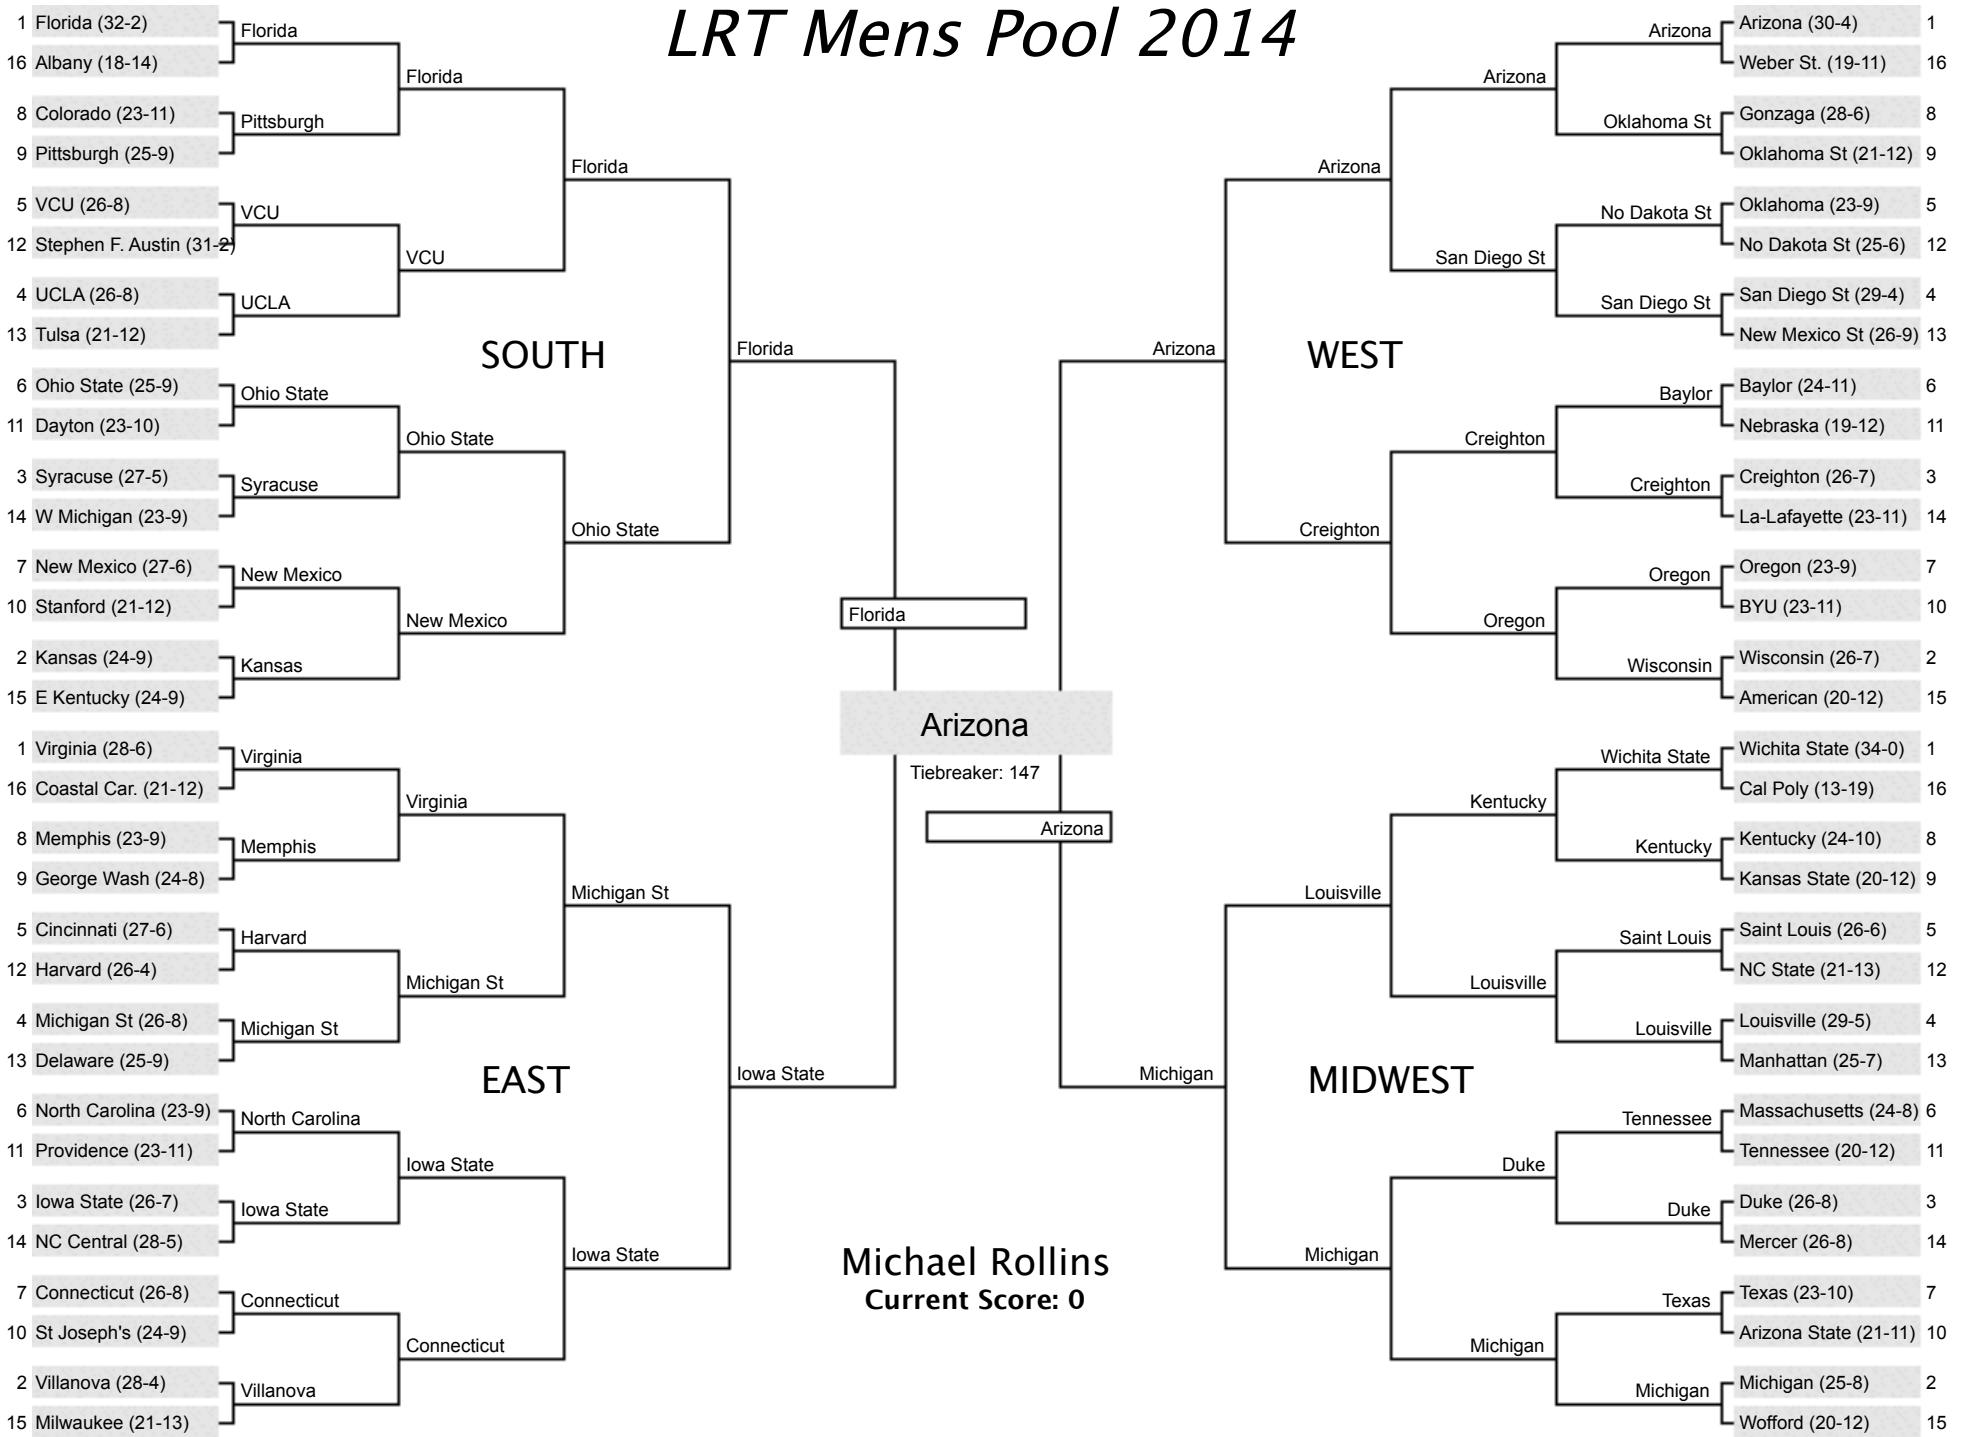 LRT Mens Pool 2014
1 Florida (32-2)
Florida
16 Albany (18-14)
Florida
8 Colorado (23-11)
Pittsburgh
9 Pittsburgh (25-9)
Florida
5 VCU (26-8)
VCU
12 Stephen F. Austin (31-2)
VCU
4 UCLA (26-8)
UCLA
13 Tulsa (21-12)
SOUTH
Florida
6 Ohio State (25-9)
Ohio State
11 Dayton (23-10)
Ohio State
3 Syracuse (27-5)
Syracuse
14 W Michigan (23-9)
Ohio State
7 New Mexico (27-6)
New Mexico
10 Stanford (21-12)
New Mexico
2 Kansas (24-9)
Kansas
15 E Kentucky (24-9)
1 Virginia (28-6)
Virginia
16 Coastal Car. (21-12)
Virginia
8 Memphis (23-9)
Memphis
9 George Wash (24-8)
Michigan St
5 Cincinnati (27-6)
Harvard
12 Harvard (26-4)
Michigan St
4 Michigan St (26-8)
Michigan St
13 Delaware (25-9)
EAST
Iowa State
6 North Carolina (23-9)
North Carolina
11 Providence (23-11)
Iowa State
3 Iowa State (26-7)
Iowa State
14 NC Central (28-5)
Iowa State
7 Connecticut (26-8)
Connecticut
10 St Joseph's (24-9)
Connecticut
2 Villanova (28-4)
Villanova
15 Milwaukee (21-13)
Florida
Arizona
Tiebreaker: 147
Arizona
Michael Rollins
Current Score: 0
Arizona (30-4) 1
Arizona
Weber St. (19-11) 16
Arizona
Gonzaga (28-6) 8
Oklahoma St
Oklahoma St (21-12) 9
Arizona
Oklahoma (23-9) 5
No Dakota St
No Dakota St (25-6) 12
San Diego St
San Diego St (29-4) 4
San Diego St
New Mexico St (26-9) 13
Arizona
WEST
Baylor (24-11) 6
Baylor
Nebraska (19-12) 11
Creighton
Creighton (26-7) 3
Creighton
La-Lafayette (23-11) 14
Creighton
Oregon (23-9) 7
Oregon
BYU (23-11) 10
Oregon
Wisconsin (26-7) 2
Wisconsin
American (20-12) 15
Wichita State (34-0) 1
Wichita State
Cal Poly (13-19) 16
Kentucky
Kentucky (24-10) 8
Kentucky
Kansas State (20-12) 9
Louisville
Saint Louis (26-6) 5
Saint Louis
NC State (21-13) 12
Louisville
Louisville (29-5) 4
Louisville
Manhattan (25-7) 13
Michigan
MIDWEST
Massachusetts (24-8) 6
Tennessee
Tennessee (20-12) 11
Duke
Duke (26-8) 3
Duke
Mercer (26-8) 14
Michigan
Texas (23-10) 7
Texas
Arizona State (21-11) 10
Michigan
Michigan (25-8) 2
Michigan
Wofford (20-12) 15